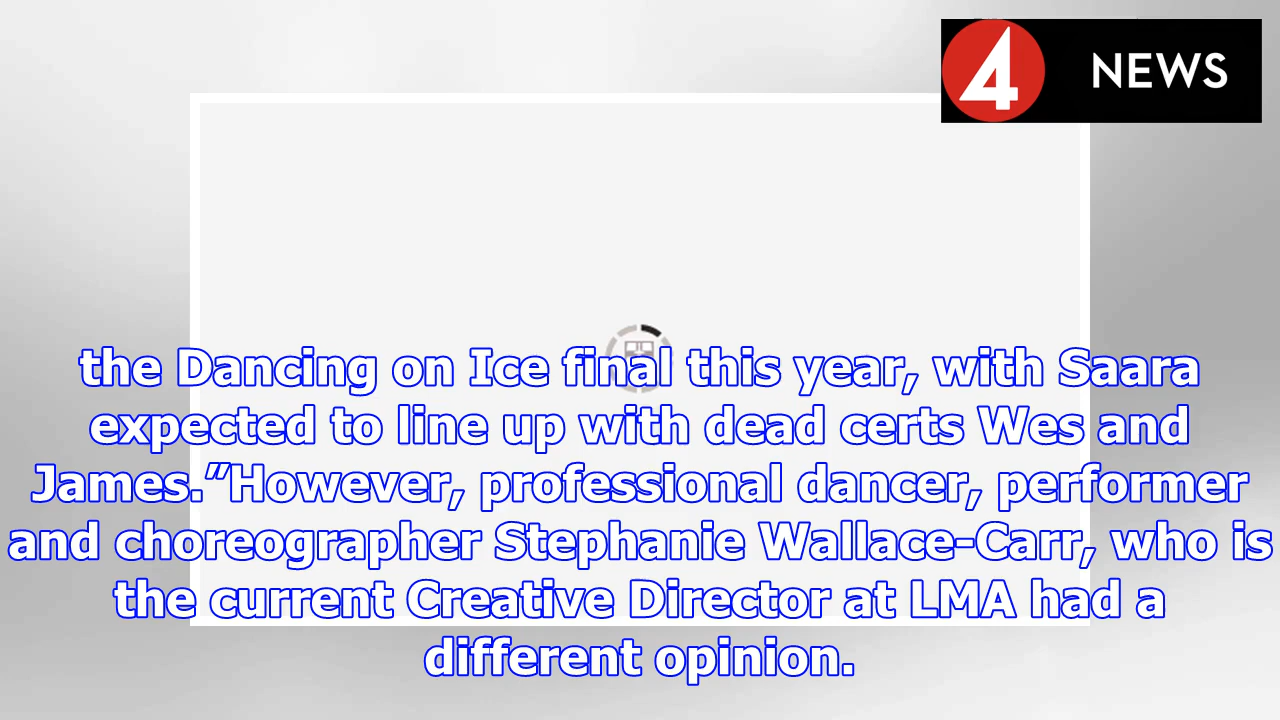 4 NEWS
the Dancing on Ice final this year, with Saara
expected to line up with dead certs Wes and
James.”However, professional dancer, performer
and choreographer Stephanie Wallace-Carr, who is
the current Creative Director at LMA had a
different opinion.